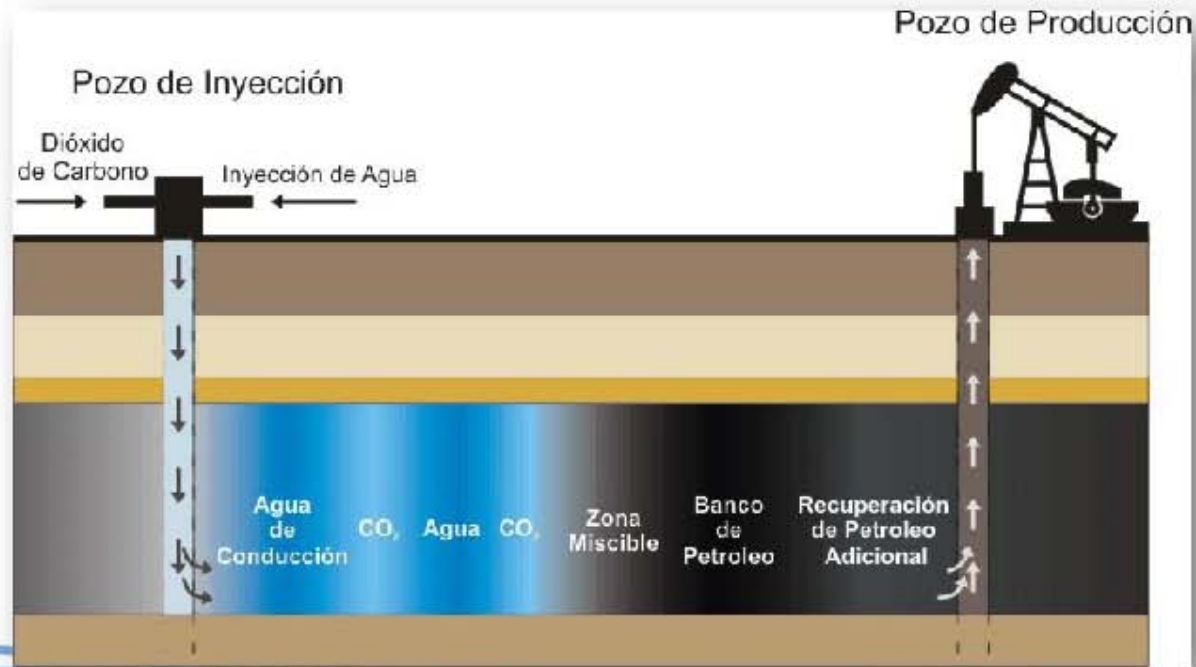 Pozo de Producción
Pozo de Inyección
Dióxido
de Carbono
Inyección de Agua
Agua
de
Conducción
CO₂
Agua
CO₂
Zona
Miscible
Banco
de
Petroleo
Recuperación
de Petroleo
Adicional